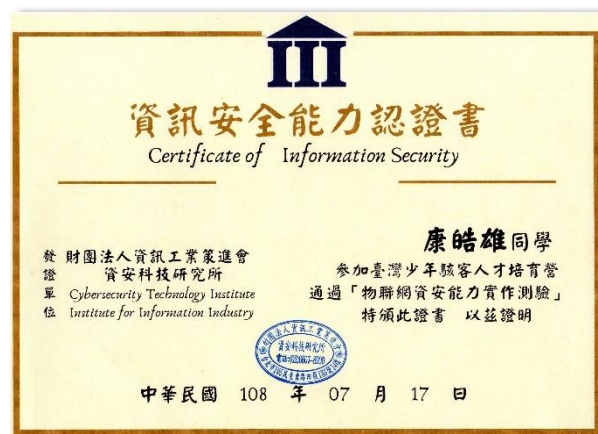 III
資訊安全能力認證書
Certificate of Information Security
康皓雄同學
參加臺灣少年駭客人才培育營
通過「物聯網資安能力實作測驗」
特頒此證書 以茲證明
發證單位
財團法人資訊工業策進會
資安科技研究所
Cybersecurity Technology Institute
Institute for Information Industry
資安科技研究所
中華民國 108 年 07 月 17 日